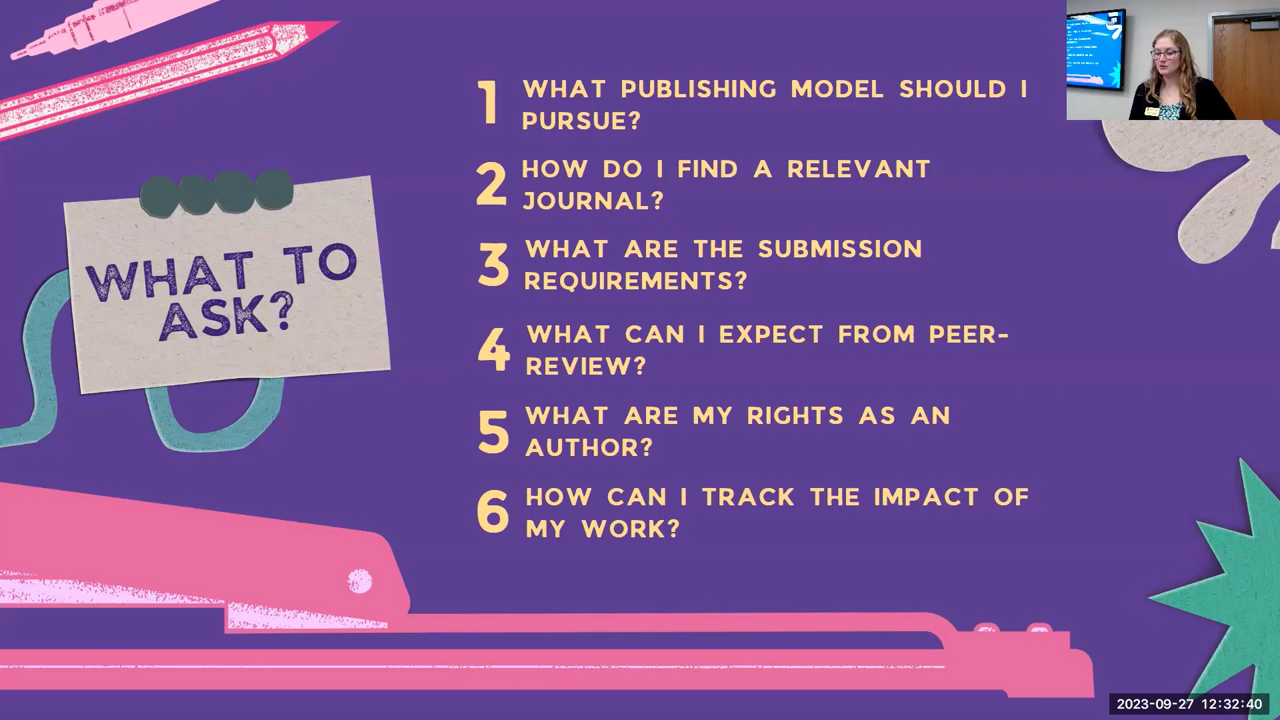 WHAT TO
ASK?
1 WHAT PUBLISHING MODEL SHOULD I
PURSUE?
2 HOW DO I FIND A RELEVANT
JOURNAL?
3 WHAT ARE THE SUBMISSION
REQUIREMENTS?
4 WHAT CAN I EXPECT FROM PEER-
REVIEW?
5 WHAT ARE MY RIGHTS AS AN
AUTHOR?
6 HOW CAN I TRACK THE IMPACT OF
MY WORK?
2023-09-27 12:32:40